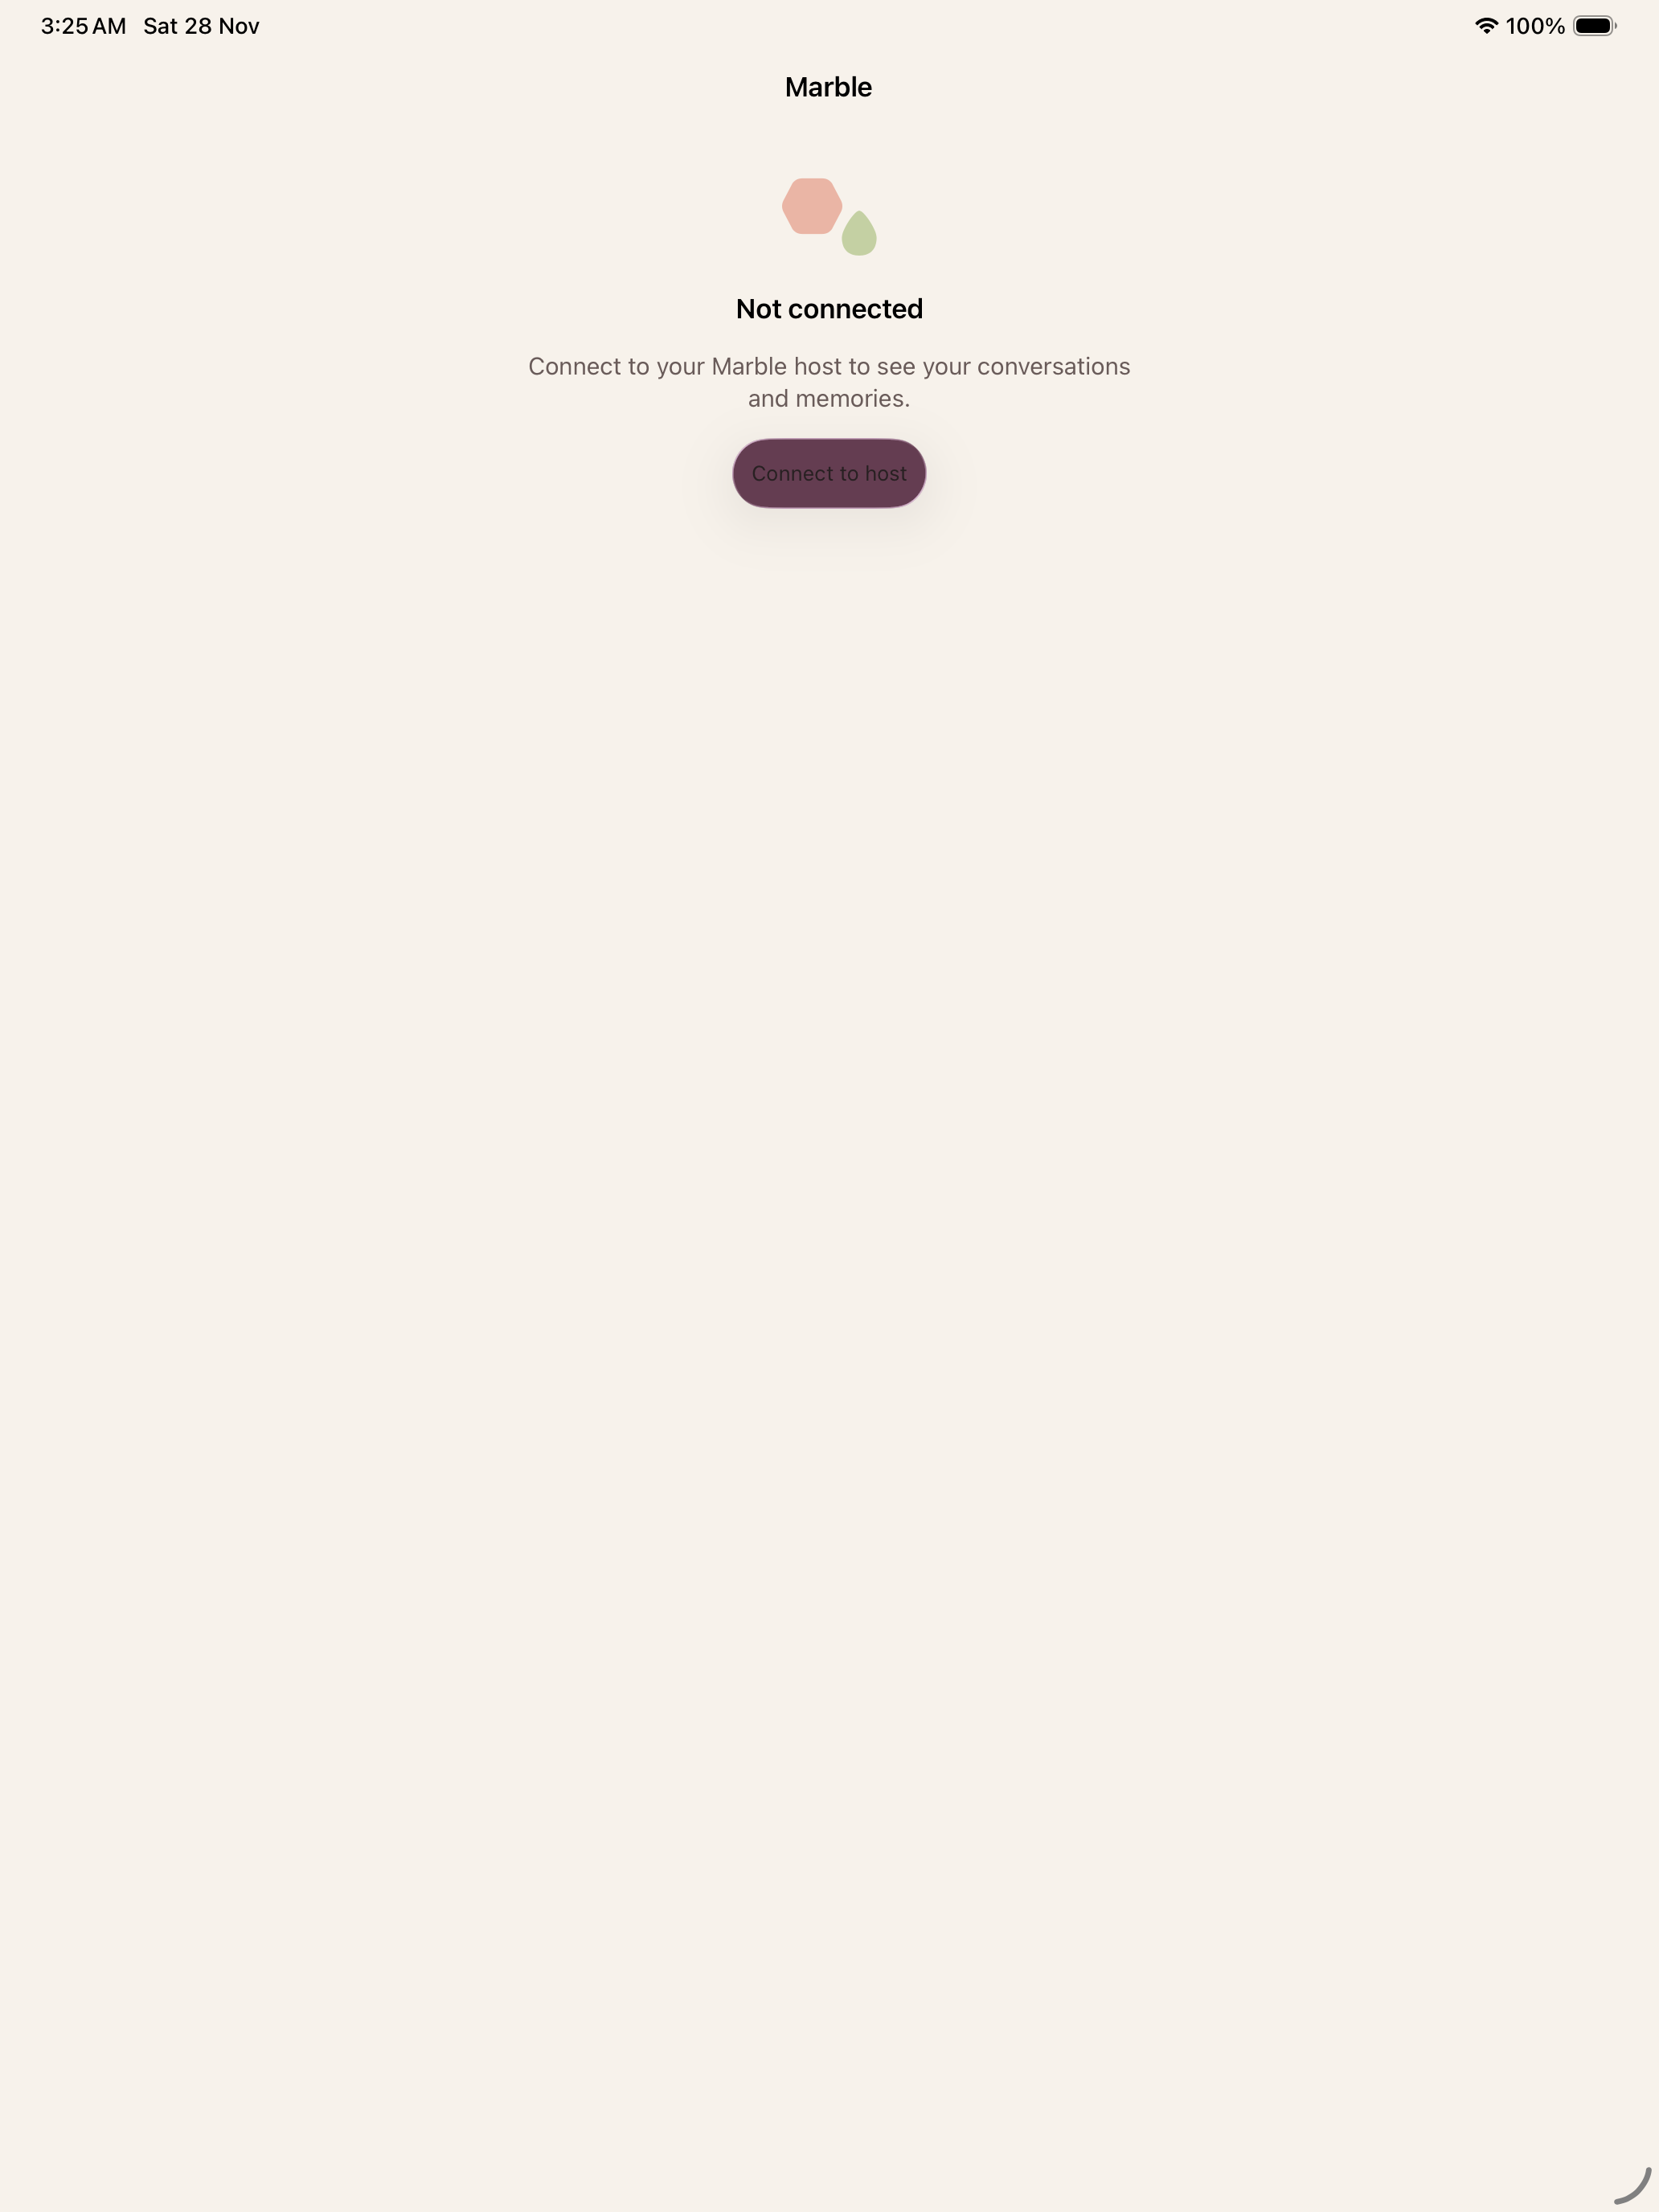 3:25 AM Sat 28 Nov
100%
Marble
Not connected
Connect to your Marble host to see your conversations
and memories.
Connect to host